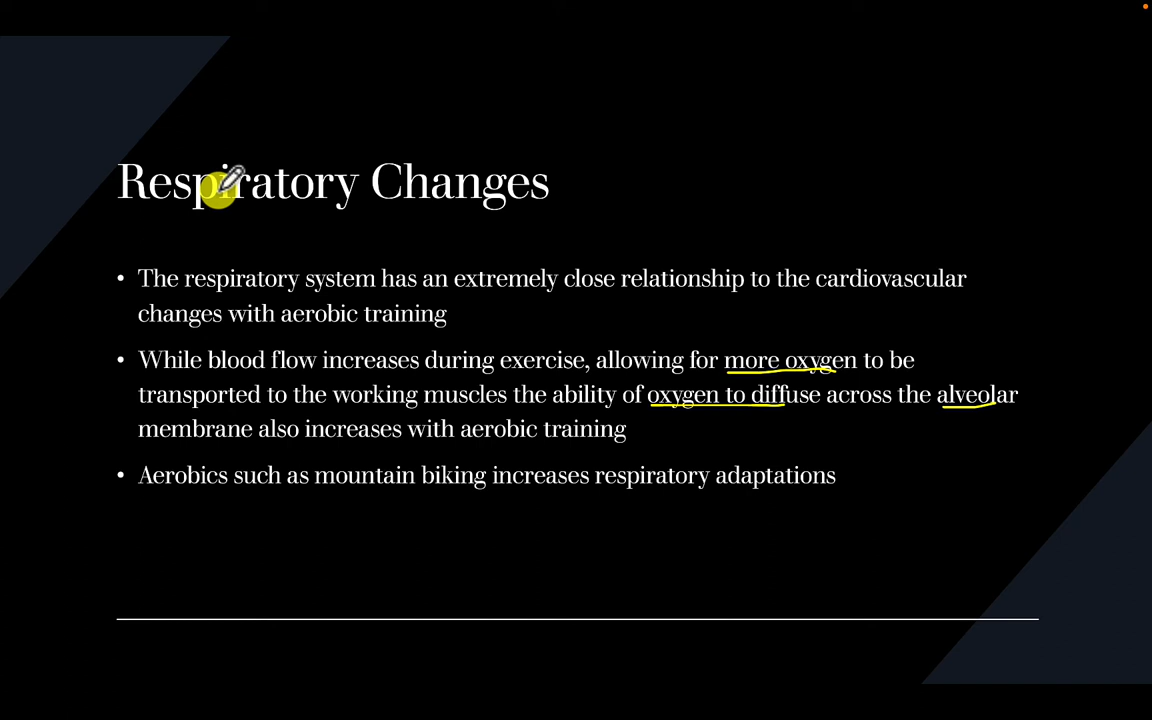 Respiratory Changes
• The respiratory system has an extremely close relationship to the cardiovascular
changes with aerobic training
• While blood flow increases during exercise, allowing for more oxygen to be
transported to the working muscles the ability of oxygen to diffuse across the alveolar
membrane also increases with aerobic training
• Aerobics such as mountain biking increases respiratory adaptations